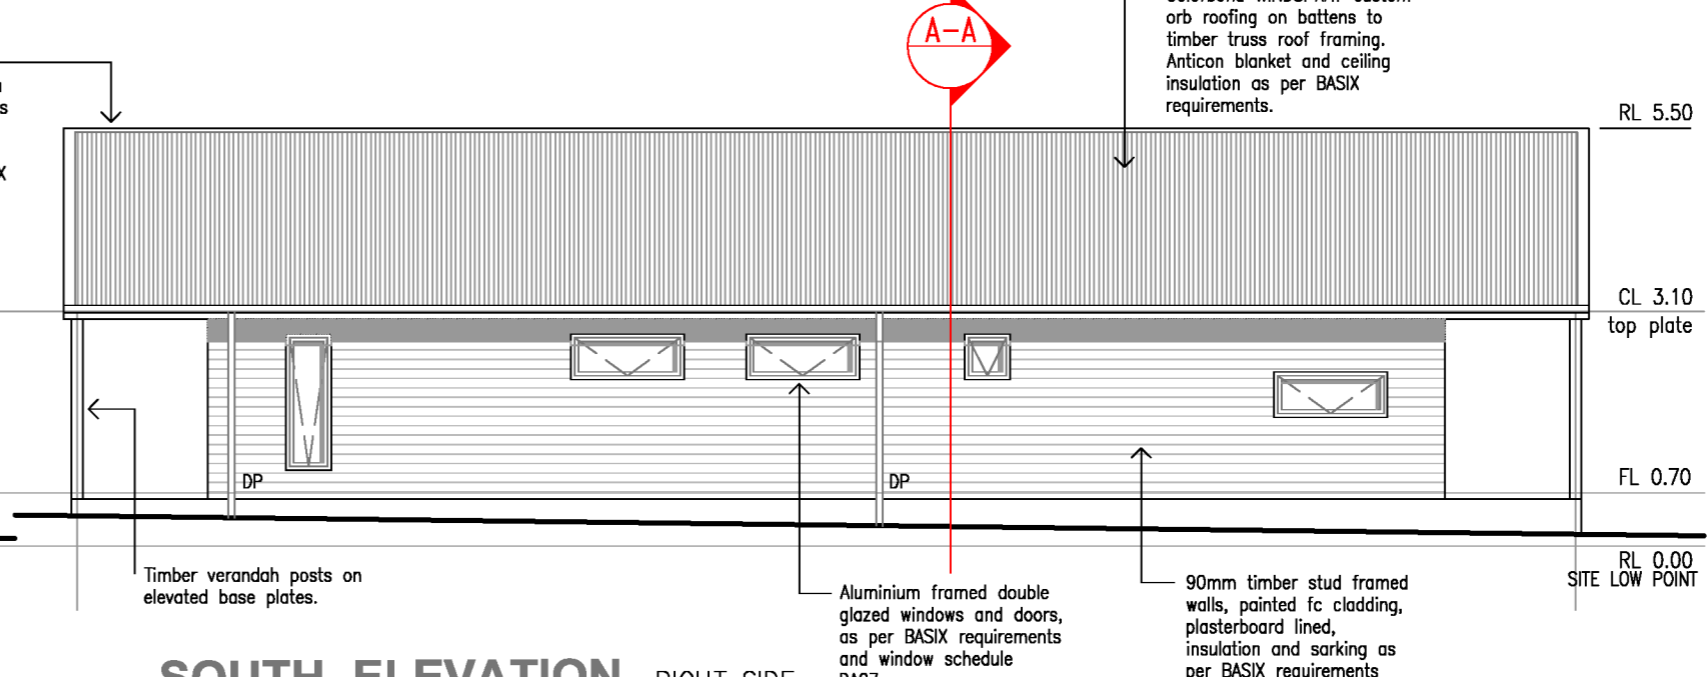 A-A
orb roofing on battens to
timber truss roof framing.
Anticon blanket and ceiling
insulation as per BASIX
requirements.
s
X
RL 5.50
CL 3.10
top plate
DP
DP
FL 0.70
RL 0.00
SITE LOW POINT
Timber verandah posts on
elevated base plates.
Aluminium framed double
glazed windows and doors,
as per BASIX requirements
and window schedule
90mm timber stud framed
walls, painted fc cladding,
plasterboard lined,
insulation and sarking as
per BASIX requirements
SOUTH ELEVATION RIGHT SIDE